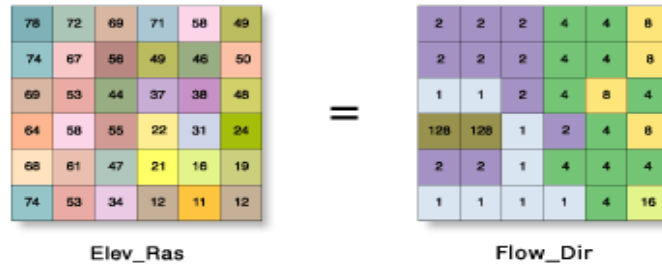 78 72 69 71 58 49 2 2 2 4 4 8
74 67 56 49 46 50 2 2 2 4 4 8
69 53 44 37 38 48 = 1 1 2 4 8 4
64 58 55 22 31 24 128 128 1 2 4 8
68 61 47 21 16 19 2 2 1 4 4 4
74 53 34 12 11 12 1 1 1 1 4 16
Elev_Ras Flow_Dir